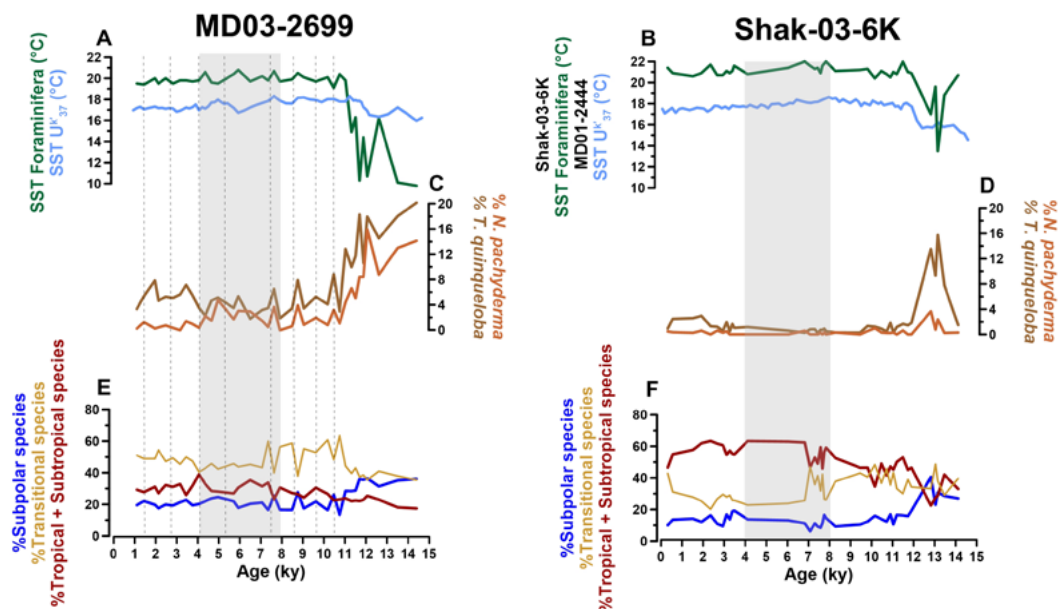 MD03-2699
Shak-03-6K
A
B
SST Foraminifera (°C)
SST Uᴷ'₃₇ (°C)
22
20
18
16
14
12
10
Shak-03-6K
MD01-2444
SST Foraminifera (°C)
SST Uᴷ'₃₇ (°C)
22
20
18
16
14
12
10
C
20
16
12
8
4
0
% N. pachyderma
% T. quinqueloba
D
20
16
12
8
4
0
%N. pachyderma
% T. quinqueloba
E
%Subpolar species
%Transitional species
%Tropical + Subtropical species
80
60
40
20
0
0 1 2 3 4 5 6 7 8 9 10 11 12 13 14 15
Age (ky)
F
%Subpolar species
%Transitional species
%Tropical + Subtropical species
80
60
40
20
0
0 1 2 3 4 5 6 7 8 9 10 11 12 13 14 15
Age (ky)